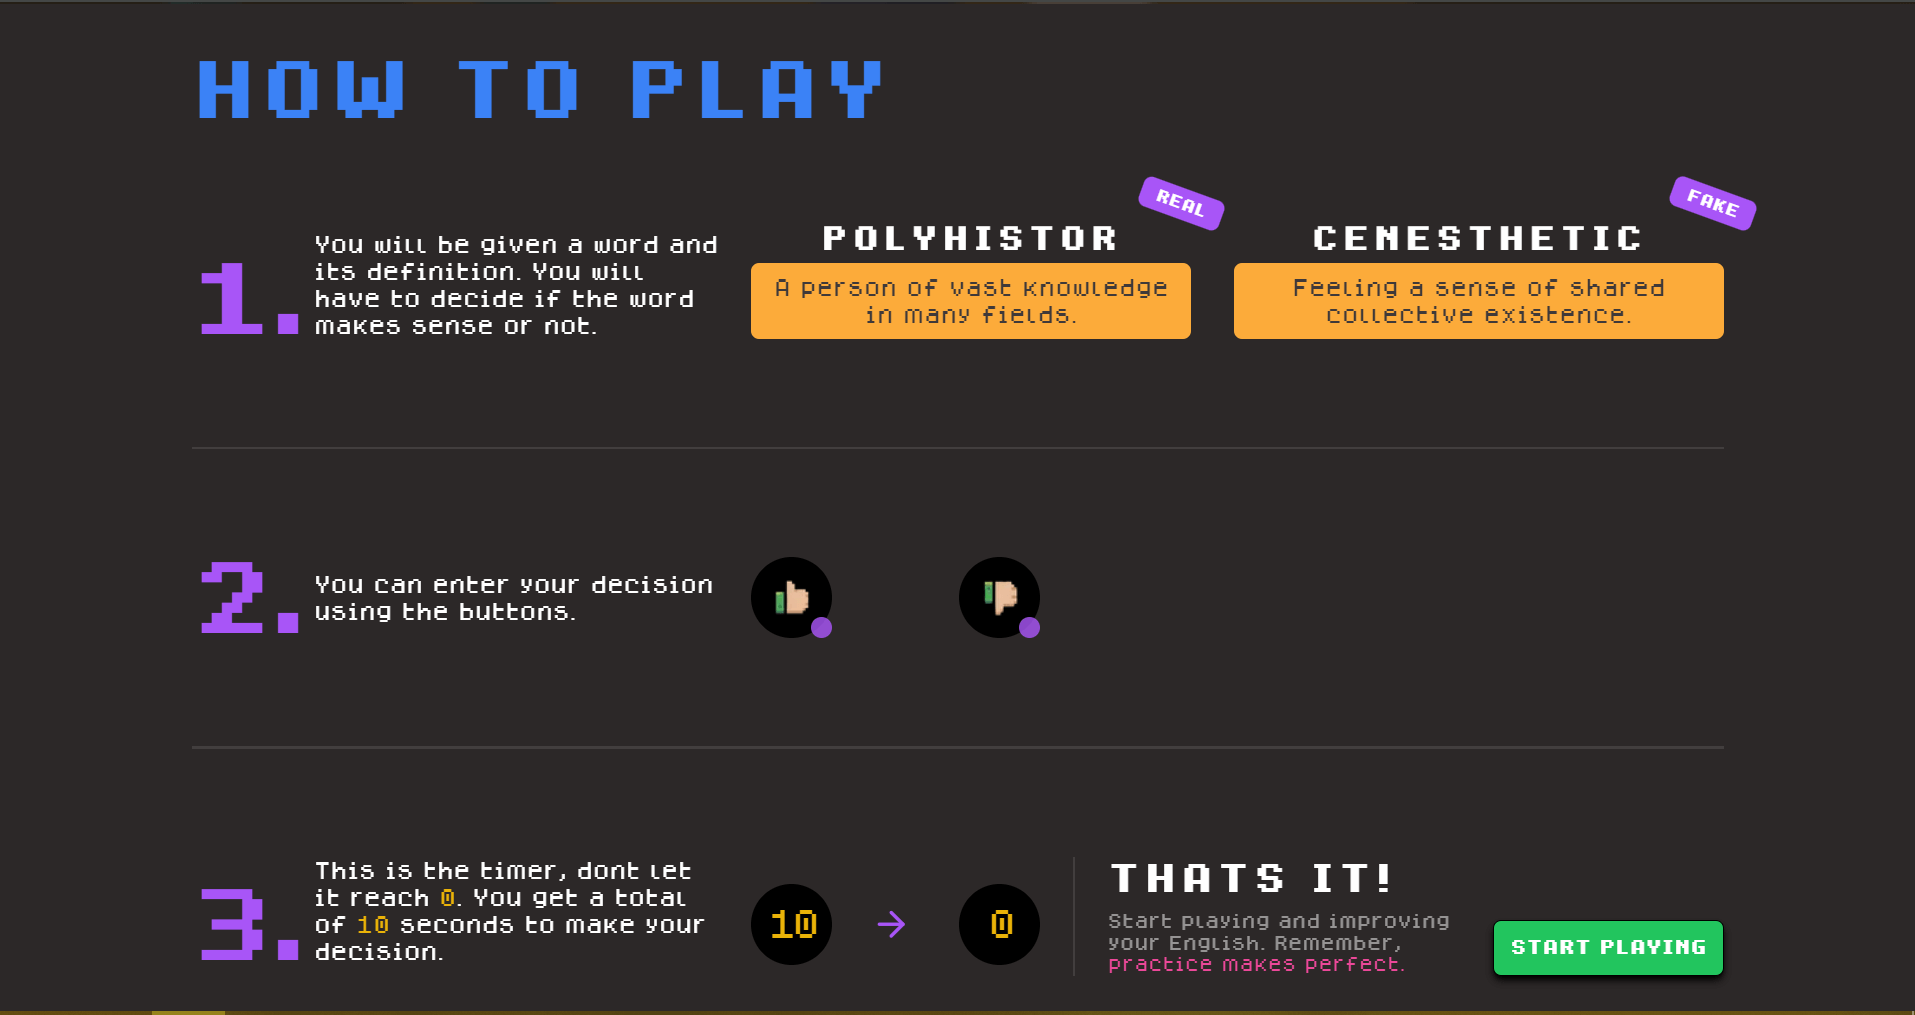 HOW TO PLAY
1.
You will be given a word and
its definition. You will
have to decide if the word
makes sense or not.
REAL
POLYHISTOR
A person of vast knowledge
in many fields.
FAKE
CENESTHETIC
Feeling a sense of shared
collective existence.
2.
You can enter your decision
using the buttons.
3.
This is the timer, dont let
it reach 0. You get a total
of 10 seconds to make your
decision.
10
0
THATS IT!
Start playing and improving
your English. Remember,
practice makes perfect.
START PLAYING